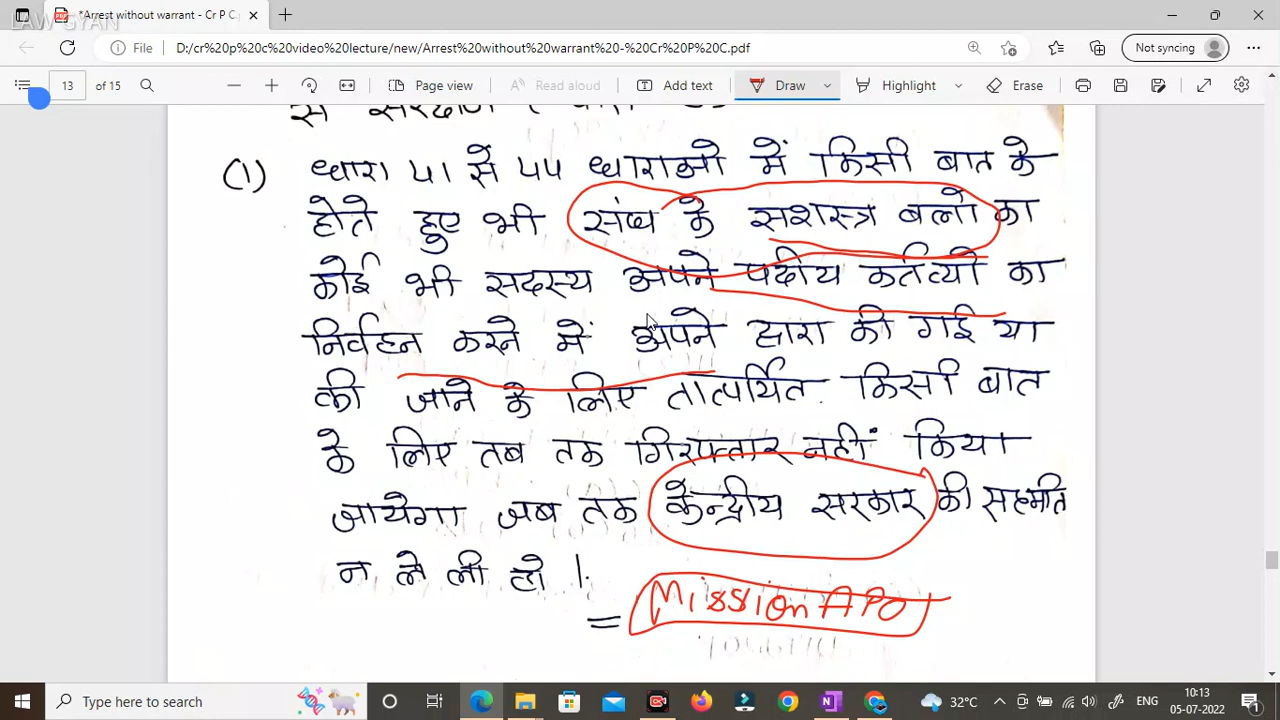 LAW GYAN
*Arrest without warrant - Cr P C.
File D:/cr%20p%20c%20video%20lecture/new/Arrest%20without%20warrant%20-%20Cr%20P%20C.pdf
Not syncing
13 of 15
Page view
Read aloud
Add text
Draw
Highlight
Erase
से संरक्षण
(1) धारा 41 से 44 धाराओ में किसी बात के
होते हुए भी संघ के सशस्त्र बलो का
कोई भी सदस्य अपने पदीय कर्तव्यो का
निर्वहन करने में अपने द्वारा की गई या
की जाने के लिए तात्पर्यित किसी बात
के लिए तब तक गिरफ्तार नहीं किया
जायेगा जब तक केन्द्रीय सरकार की सहमति
न ले ली हो।
= Mission APO
Type here to search
32°C
ENG
10:13
05-07-2022